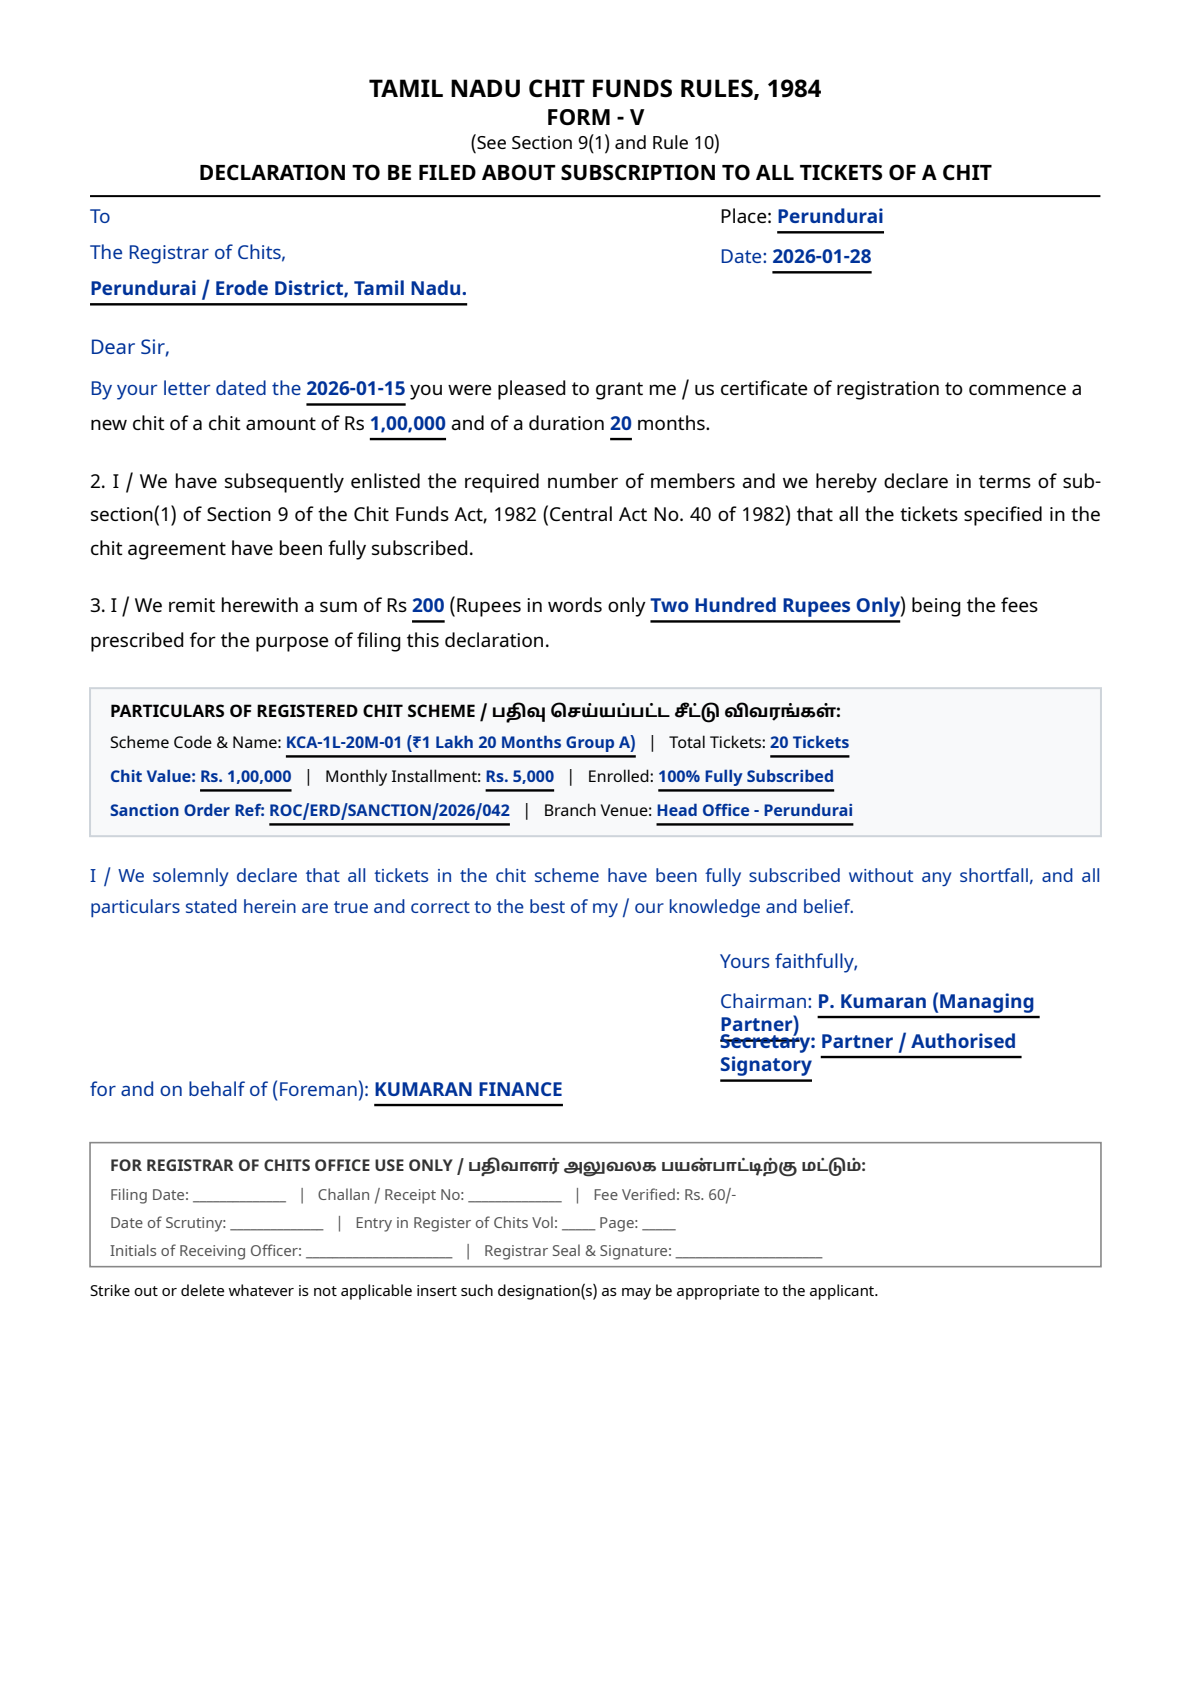 TAMIL NADU CHIT FUNDS RULES, 1984
FORM - V
(See Section 9(1) and Rule 10)
DECLARATION TO BE FILED ABOUT SUBSCRIPTION TO ALL TICKETS OF A CHIT
To
Place: Perundurai
The Registrar of Chits,
Date: 2026-01-28
Perundurai / Erode District, Tamil Nadu.
Dear Sir,
By your letter dated the 2026-01-15 you were pleased to grant me / us certificate of registration to commence a
new chit of a chit amount of Rs 1,00,000 and of a duration 20 months.
2. I / We have subsequently enlisted the required number of members and we hereby declare in terms of sub-
section(1) of Section 9 of the Chit Funds Act, 1982 (Central Act No. 40 of 1982) that all the tickets specified in the
chit agreement have been fully subscribed.
3. I / We remit herewith a sum of Rs 200 (Rupees in words only Two Hundred Rupees Only) being the fees
prescribed for the purpose of filing this declaration.
PARTICULARS OF REGISTERED CHIT SCHEME / பதிவு செய்யப்பட்ட சீட்டு விவரங்கள்:
Scheme Code & Name: KCA-1L-20M-01 (₹1 Lakh 20 Months Group A) | Total Tickets: 20 Tickets
Chit Value: Rs. 1,00,000 | Monthly Installment: Rs. 5,000 | Enrolled: 100% Fully Subscribed
Sanction Order Ref: ROC/ERD/SANCTION/2026/042 | Branch Venue: Head Office - Perundurai
I / We solemnly declare that all tickets in the chit scheme have been fully subscribed without any shortfall, and all
particulars stated herein are true and correct to the best of my / our knowledge and belief.
Yours faithfully,
Chairman: P. Kumaran (Managing
Partner)
Secretary: Partner / Authorised
Signatory
for and on behalf of (Foreman): KUMARAN FINANCE
FOR REGISTRAR OF CHITS OFFICE USE ONLY / பதிவாளர் அலுவலக பயன்பாட்டிற்கு மட்டும்:
Filing Date: ______________ | Challan / Receipt No: ______________ | Fee Verified: Rs. 60/-
Date of Scrutiny: ______________ | Entry in Register of Chits Vol: _____ Page: _____
Initials of Receiving Officer: ______________________ | Registrar Seal & Signature: ______________________
Strike out or delete whatever is not applicable insert such designation(s) as may be appropriate to the applicant.